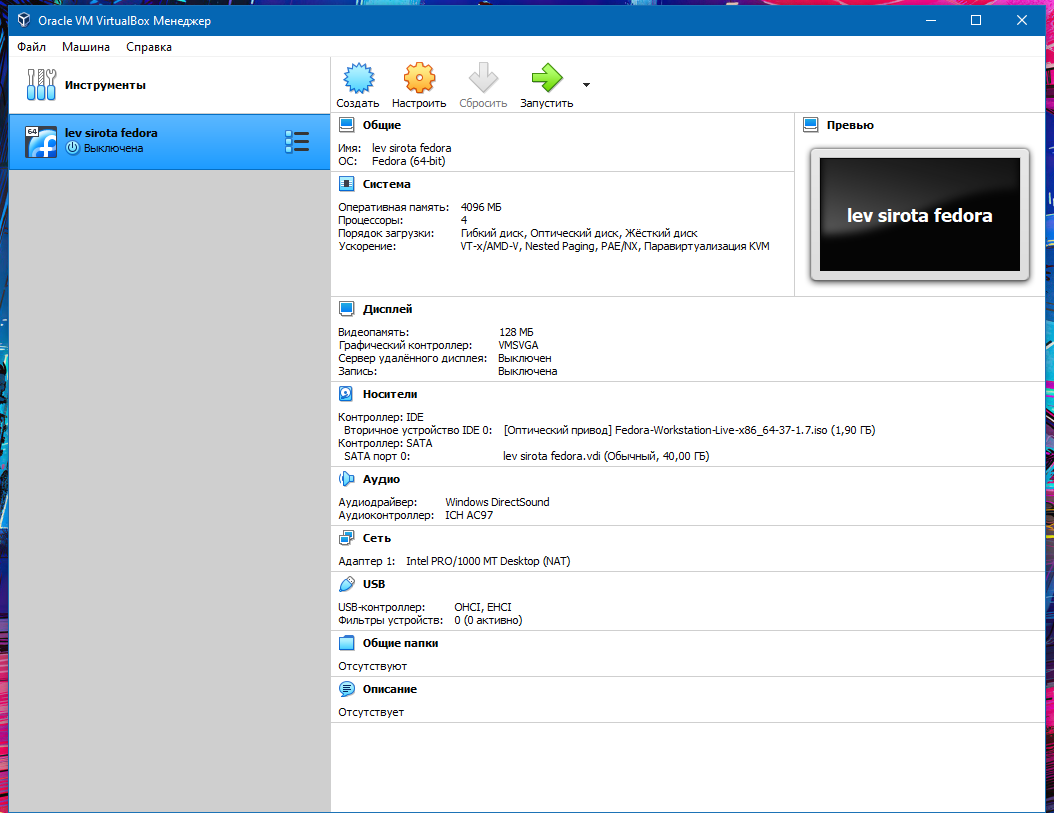 Oracle VM VirtualBox Менеджер
Файл Машина Справка
Инструменты
Создать Настроить Сбросить Запустить
64
lev sirota fedora
Выключена
Общие
Имя: lev sirota fedora
ОС: Fedora (64-bit)
Превью
lev sirota fedora
Система
Оперативная память: 4096 МБ
Процессоры: 4
Порядок загрузки: Гибкий диск, Оптический диск, Жёсткий диск
Ускорение: VT-x/AMD-V, Nested Paging, PAE/NX, Паравиртуализация KVM
Дисплей
Видеопамять: 128 МБ
Графический контроллер: VMSVGA
Сервер удалённого дисплея: Выключен
Запись: Выключена
Носители
Контроллер: IDE
Вторичное устройство IDE 0: [Оптический привод] Fedora-Workstation-Live-x86_64-37-1.7.iso (1,90 ГБ)
Контроллер: SATA
SATA порт 0: lev sirota fedora.vdi (Обычный, 40,00 ГБ)
Аудио
Аудиодрайвер: Windows DirectSound
Аудиоконтроллер: ICH AC97
Сеть
Адаптер 1: Intel PRO/1000 MT Desktop (NAT)
USB
USB-контроллер: OHCI, EHCI
Фильтры устройств: 0 (0 активно)
Общие папки
Отсутствуют
Описание
Отсутствует